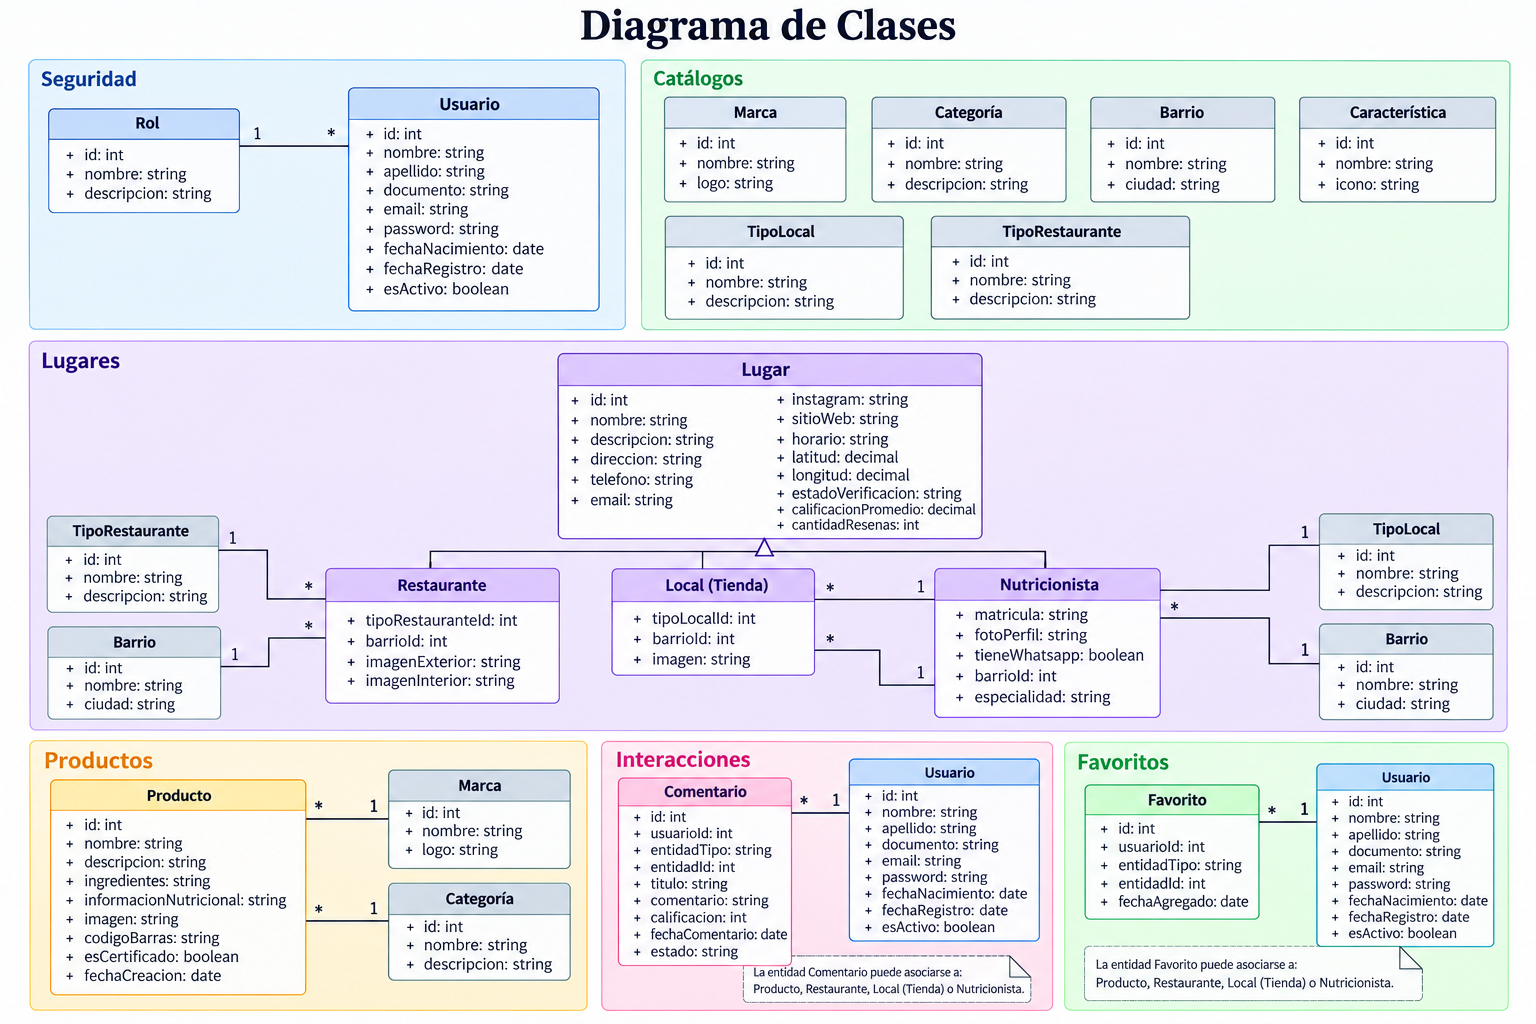 Diagrama de Clases
Seguridad
Rol
+ id: int
+ nombre: string
+ descripcion: string
1 *
Usuario
+ id: int
+ nombre: string
+ apellido: string
+ documento: string
+ email: string
+ password: string
+ fechaNacimiento: date
+ fechaRegistro: date
+ esActivo: boolean
Catálogos
Marca
+ id: int
+ nombre: string
+ logo: string
Categoría
+ id: int
+ nombre: string
+ descripcion: string
Barrio
+ id: int
+ nombre: string
+ ciudad: string
Característica
+ id: int
+ nombre: string
+ icono: string
TipoLocal
+ id: int
+ nombre: string
+ descripcion: string
TipoRestaurante
+ id: int
+ nombre: string
+ descripcion: string
Lugares
Lugar
+ id: int
+ nombre: string
+ descripcion: string
+ direccion: string
+ telefono: string
+ email: string
+ instagram: string
+ sitioWeb: string
+ horario: string
+ latitud: decimal
+ longitud: decimal
+ estadoVerificacion: string
+ calificacionPromedio: decimal
+ cantidadResenas: int
TipoRestaurante
+ id: int
+ nombre: string
+ descripcion: string
1 *
Barrio
+ id: int
+ nombre: string
+ ciudad: string
1 *
Restaurante
+ tipoRestauranteId: int
+ barrioId: int
+ imagenExterior: string
+ imagenInterior: string
Local (Tienda)
+ tipoLocalId: int
+ barrioId: int
+ imagen: string
* 1
* 1
Nutricionista
+ matricula: string
+ fotoPerfil: string
+ tieneWhatsapp: boolean
+ barrioId: int
+ especialidad: string
1
* 1
TipoLocal
+ id: int
+ nombre: string
+ descripcion: string
Barrio
+ id: int
+ nombre: string
+ ciudad: string
Productos
Producto
+ id: int
+ nombre: string
+ descripcion: string
+ ingredientes: string
+ informacionNutricional: string
+ imagen: string
+ codigoBarras: string
+ esCertificado: boolean
+ fechaCreacion: date
* 1
Marca
+ id: int
+ nombre: string
+ logo: string
* 1
Categoría
+ id: int
+ nombre: string
+ descripcion: string
Interacciones
Comentario
+ id: int
+ usuarioId: int
+ entidadTipo: string
+ entidadId: int
+ titulo: string
+ comentario: string
+ calificacion: int
+ fechaComentario: date
+ estado: string
* 1
Usuario
+ id: int
+ nombre: string
+ apellido: string
+ documento: string
+ email: string
+ password: string
+ fechaNacimiento: date
+ fechaRegistro: date
+ esActivo: boolean
La entidad Comentario puede asociarse a:
Producto, Restaurante, Local (Tienda) o Nutricionista.
Favoritos
Favorito
+ id: int
+ usuarioId: int
+ entidadTipo: string
+ entidadId: int
+ fechaAgregado: date
* 1
Usuario
+ id: int
+ nombre: string
+ apellido: string
+ documento: string
+ email: string
+ password: string
+ fechaNacimiento: date
+ fechaRegistro: date
+ esActivo: boolean
La entidad Favorito puede asociarse a:
Producto, Restaurante, Local (Tienda) o Nutricionista.